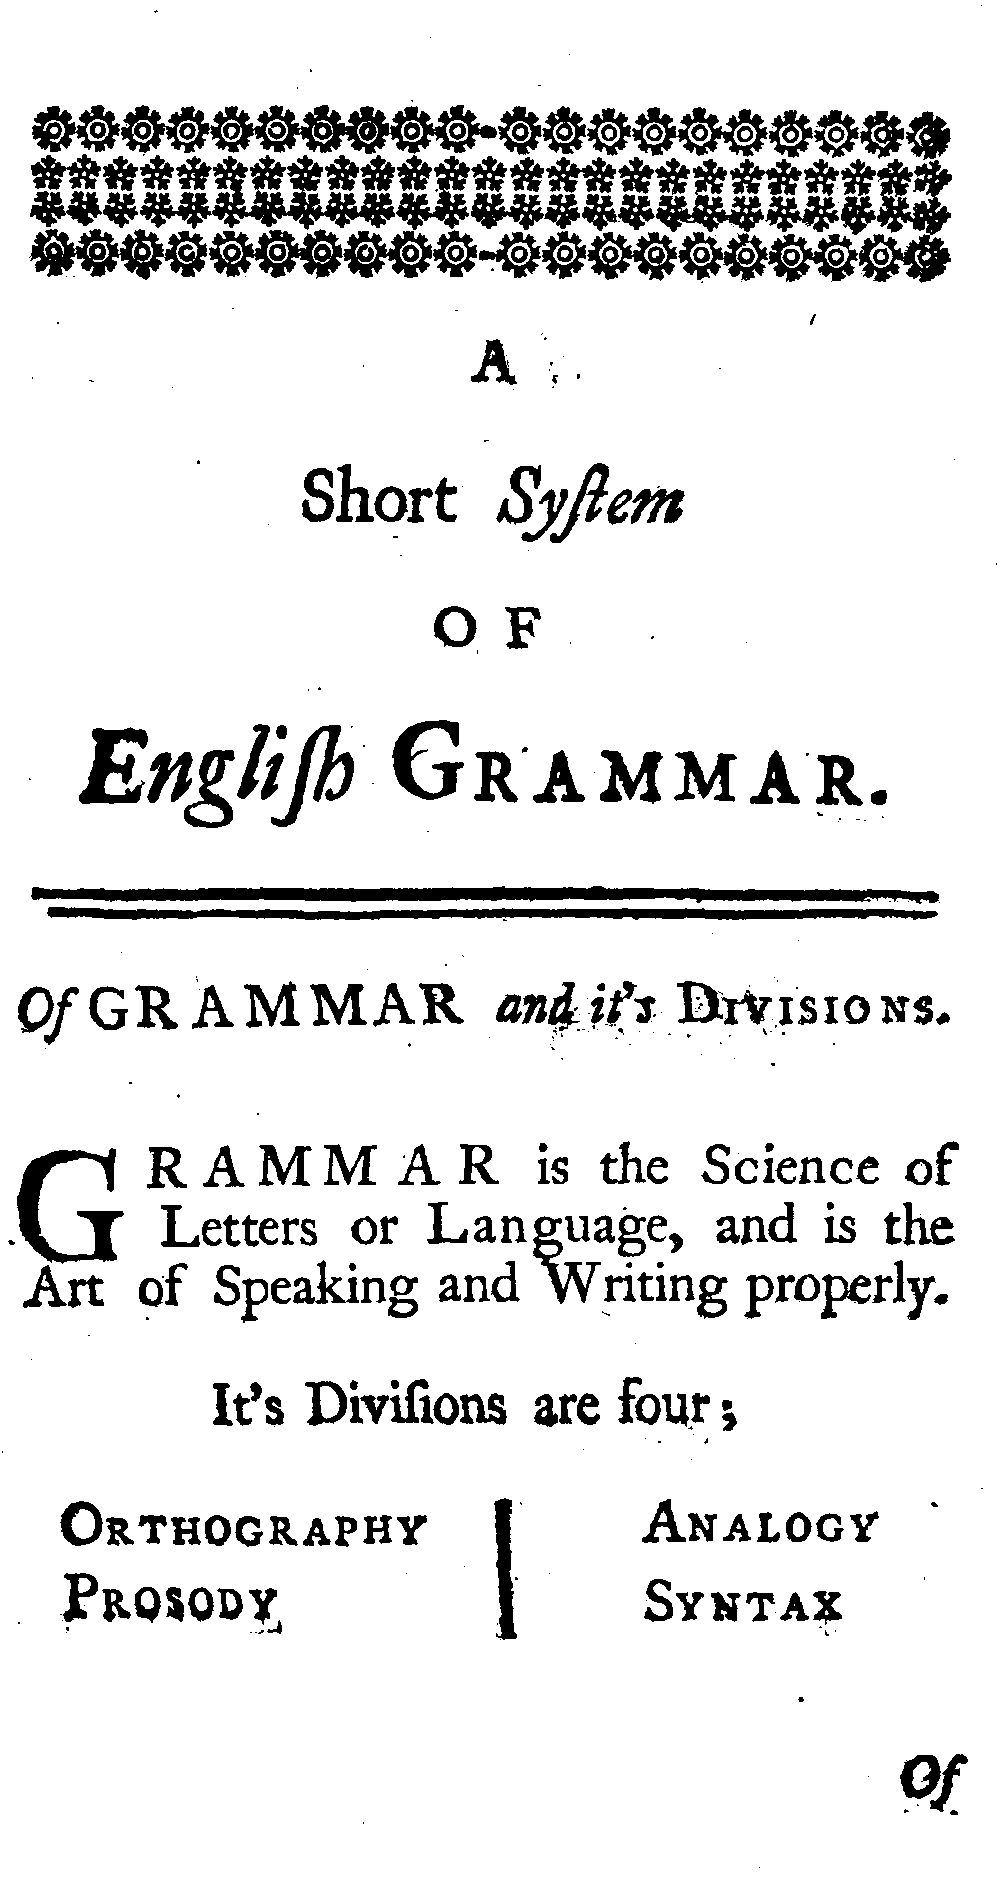 A
Short Syſtem
OF
Engliſh GRAMMAR.
Of GRAMMAR and it's DIVISIONS.
GRAMMAR is the Science of
Letters or Language, and is the
Art of Speaking and Writing properly.
It's Diviſions are four;
ORTHOGRAPHY | ANALOGY
PROSODY | SYNTAX
Of